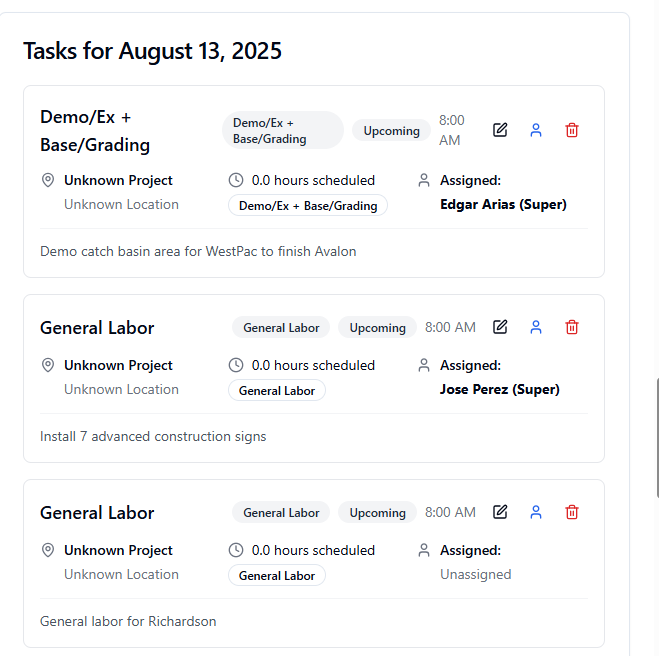 Tasks for August 13, 2025
Demo/Ex +
Base/Grading
Demo/Ex +
Base/Grading
Upcoming
8:00
AM
Unknown Project
Unknown Location
0.0 hours scheduled
Demo/Ex + Base/Grading
Assigned:
Edgar Arias (Super)
Demo catch basin area for WestPac to finish Avalon
General Labor
General Labor
Upcoming
8:00 AM
Unknown Project
Unknown Location
0.0 hours scheduled
General Labor
Assigned:
Jose Perez (Super)
Install 7 advanced construction signs
General Labor
General Labor
Upcoming
8:00 AM
Unknown Project
Unknown Location
0.0 hours scheduled
General Labor
Assigned:
Unassigned
General labor for Richardson